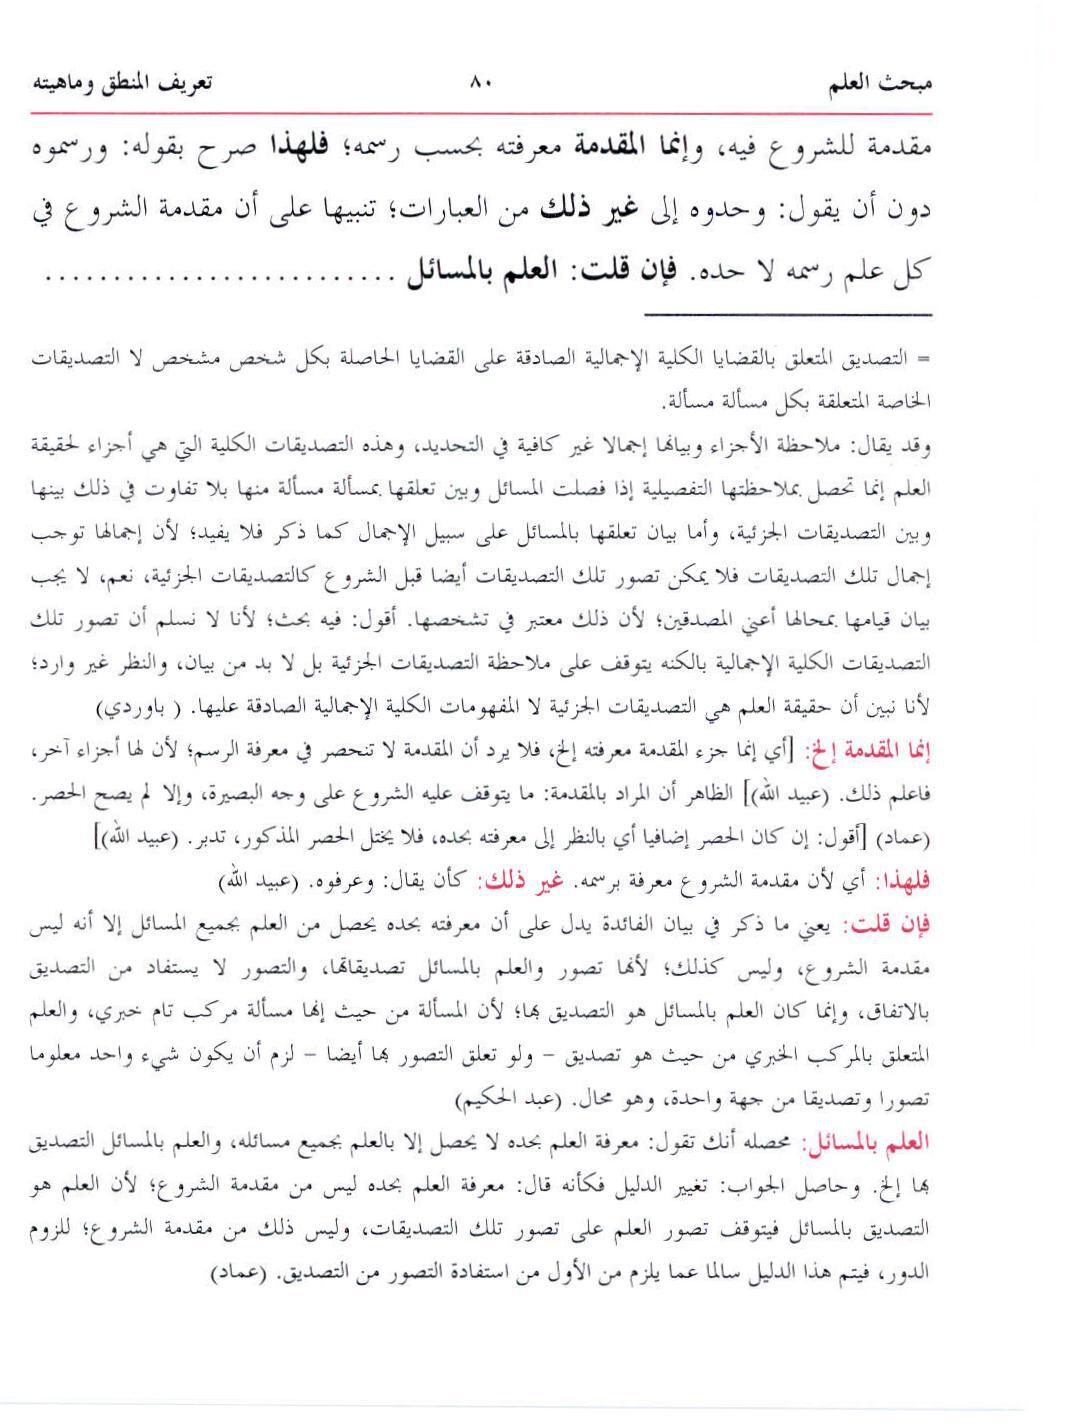 مبحث العلم ٨٠ تعريف المنطق وماهيته
مقدمة للشروع فيه، وإنما المقدمة معرفته بحسب رسمه؛ فلهذا صرح بقوله: ورسموه
دون أن يقول: وحدوه إلى غير ذلك من العبارات؛ تنبيها على أن مقدمة الشروع في
كل علم رسمه لا حده. فإن قلت: العلم بالمسائل ..........................
= التصديق المتعلق بالقضايا الكلية الإجمالية الصادقة على القضايا الحاصلة بكل شخص مشخص لا التصديقات
الخاصة المتعلقة بكل مسألة مسألة.
وقد يقال: ملاحظة الأجزاء وبيانها إجمالا غير كافية في التحديد، وهذه التصديقات الكلية التي هي أجزاء لحقيقة
العلم إنما تحصل بملاحظتها التفصيلية إذا فصلت المسائل وبين تعلقها بمسألة مسألة منها بلا تفاوت في ذلك بينها
وبين التصديقات الجزئية، وأما بيان تعلقها بالمسائل على سبيل الإجمال كما ذكر فلا يفيد؛ لأن إجمالها توجب
إجمال تلك التصديقات فلا يمكن تصور تلك التصديقات أيضا قبل الشروع كالتصديقات الجزئية، نعم، لا يجب
بيان قيامها بمحالها أعني المصدقين؛ لأن ذلك معتبر في تشخصها. أقول: فيه بحث؛ لأنا لا نسلم أن تصور تلك
التصديقات الكلية الإجمالية بالكنه يتوقف على ملاحظة التصديقات الجزئية بل لا بد من بيان، والنظر غير وارد؛
لأنا نبين أن حقيقة العلم هي التصديقات الجزئية لا المفهومات الكلية الإجمالية الصادقة عليها. ( باوردي)
إنما المقدمة إلخ: [أي إنما جزء المقدمة معرفته إلخ، فلا يرد أن المقدمة لا تنحصر في معرفة الرسم؛ لأن لها أجزاء آخر،
فاعلم ذلك. (عبيد الله)] الظاهر أن المراد بالمقدمة: ما يتوقف عليه الشروع على وجه البصيرة، وإلا لم يصح الحصر.
(عماد) [أقول: إن كان الحصر إضافيا أي بالنظر إلى معرفته بحده، فلا يختل الحصر المذكور، تدبر. (عبيد الله)]
فلهذا: أي لأن مقدمة الشروع معرفة برسمه. غير ذلك: كأن يقال: وعرفوه. (عبيد الله)
فإن قلت: يعني ما ذكر في بيان الفائدة يدل على أن معرفته بحده يحصل من العلم بجميع المسائل إلا أنه ليس
مقدمة الشروع، وليس كذلك؛ لأنها تصور والعلم بالمسائل تصديقاتها، والتصور لا يستفاد من التصديق
بالاتفاق، وإنما كان العلم بالمسائل هو التصديق بها؛ لأن المسألة من حيث إنها مسألة مركب تام خبري، والعلم
المتعلق بالمركب الخبري من حيث هو تصديق – ولو تعلق التصور بها أيضا – لزم أن يكون شيء واحد معلوما
تصورا وتصديقا من جهة واحدة، وهو محال. (عبد الحكيم)
العلم بالمسائل: محصله أنك تقول: معرفة العلم بحده لا يحصل إلا بالعلم بجميع مسائله، والعلم بالمسائل التصديق
بها إلخ. وحاصل الجواب: تغيير الدليل فكأنه قال: معرفة العلم بحده ليس من مقدمة الشروع؛ لأن العلم هو
التصديق بالمسائل فيتوقف تصور العلم على تصور تلك التصديقات، وليس ذلك من مقدمة الشروع؛ للزوم
الدور، فيتم هذا الدليل سالما عما يلزم من الأول من استفادة التصور من التصديق. (عماد)